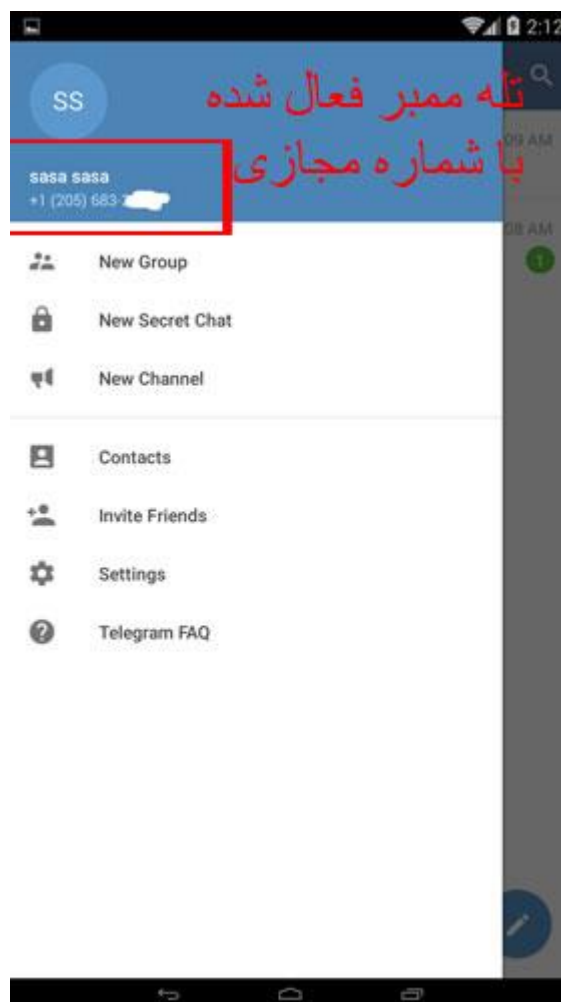 2:12
SS
تله ممبر فعال شده
با شماره مجازی
sasa sasa
+1 (205) 683-
09 AM
08 AM
1
New Group
New Secret Chat
New Channel
Contacts
Invite Friends
Settings
Telegram FAQ